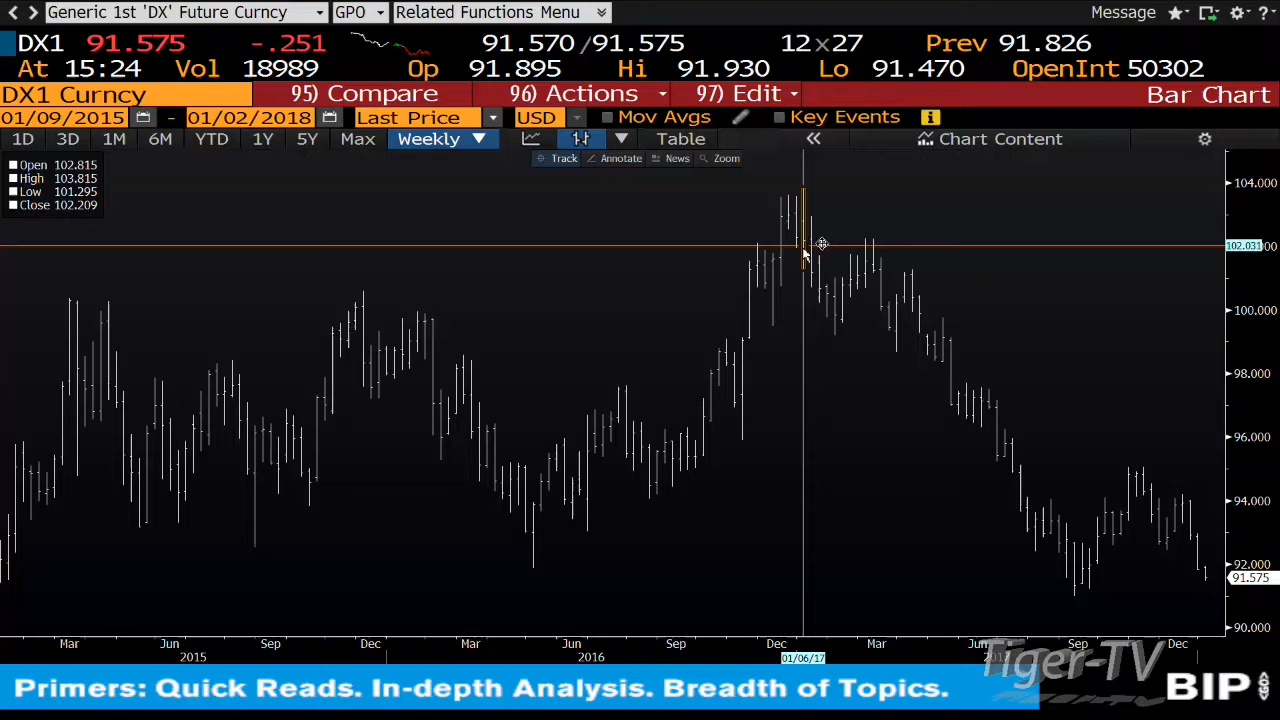 Generic 1st 'DX' Future Curncy GPO Related Functions Menu Message ?
DX1 91.575 -.251 91.570/91.575 12x27 Prev 91.826
At 15:24 Vol 18989 Op 91.895 Hi 91.930 Lo 91.470 OpenInt 50302
DX1 Curncy 95) Compare 96) Actions 97) Edit Bar Chart
01/09/2015 - 01/02/2018 Last Price USD Mov Avgs Key Events
1D 3D 1M 6M YTD 1Y 5Y Max Weekly Table Chart Content
Track Annotate News Zoom
Open 102.815
High 103.815
Low 101.295
Close 102.209
104.000
102.031
100.000
98.000
96.000
94.000
92.000
91.575
90.000
Mar Jun Sep Dec Mar Jun Sep Dec Mar Sep Dec
2015 2016 01/06/17
Tiger-TV
Primers: Quick Reads. In-depth Analysis. Breadth of Topics.
BIP